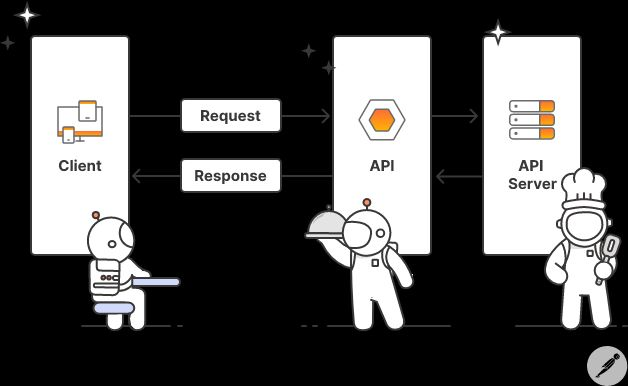 Request
Client
Response
API
API
Server